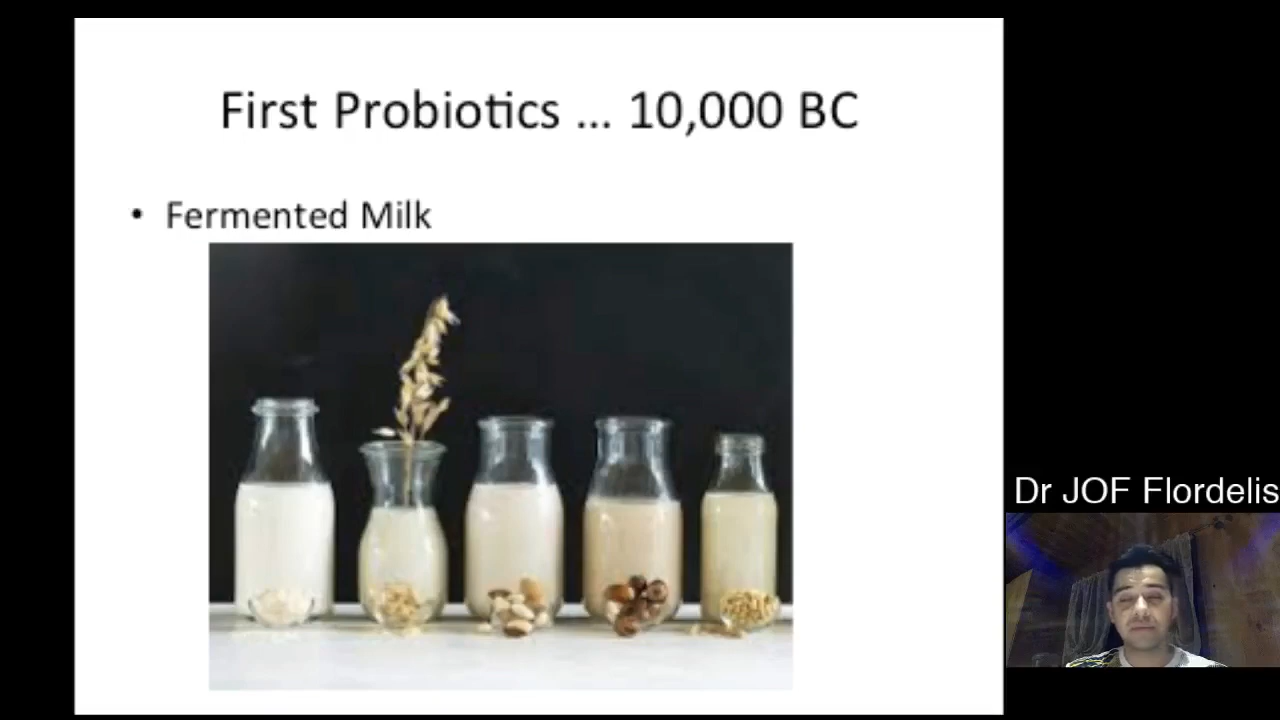 First Probiotics ... 10,000 BC
• Fermented Milk
Dr JOF Flordelis